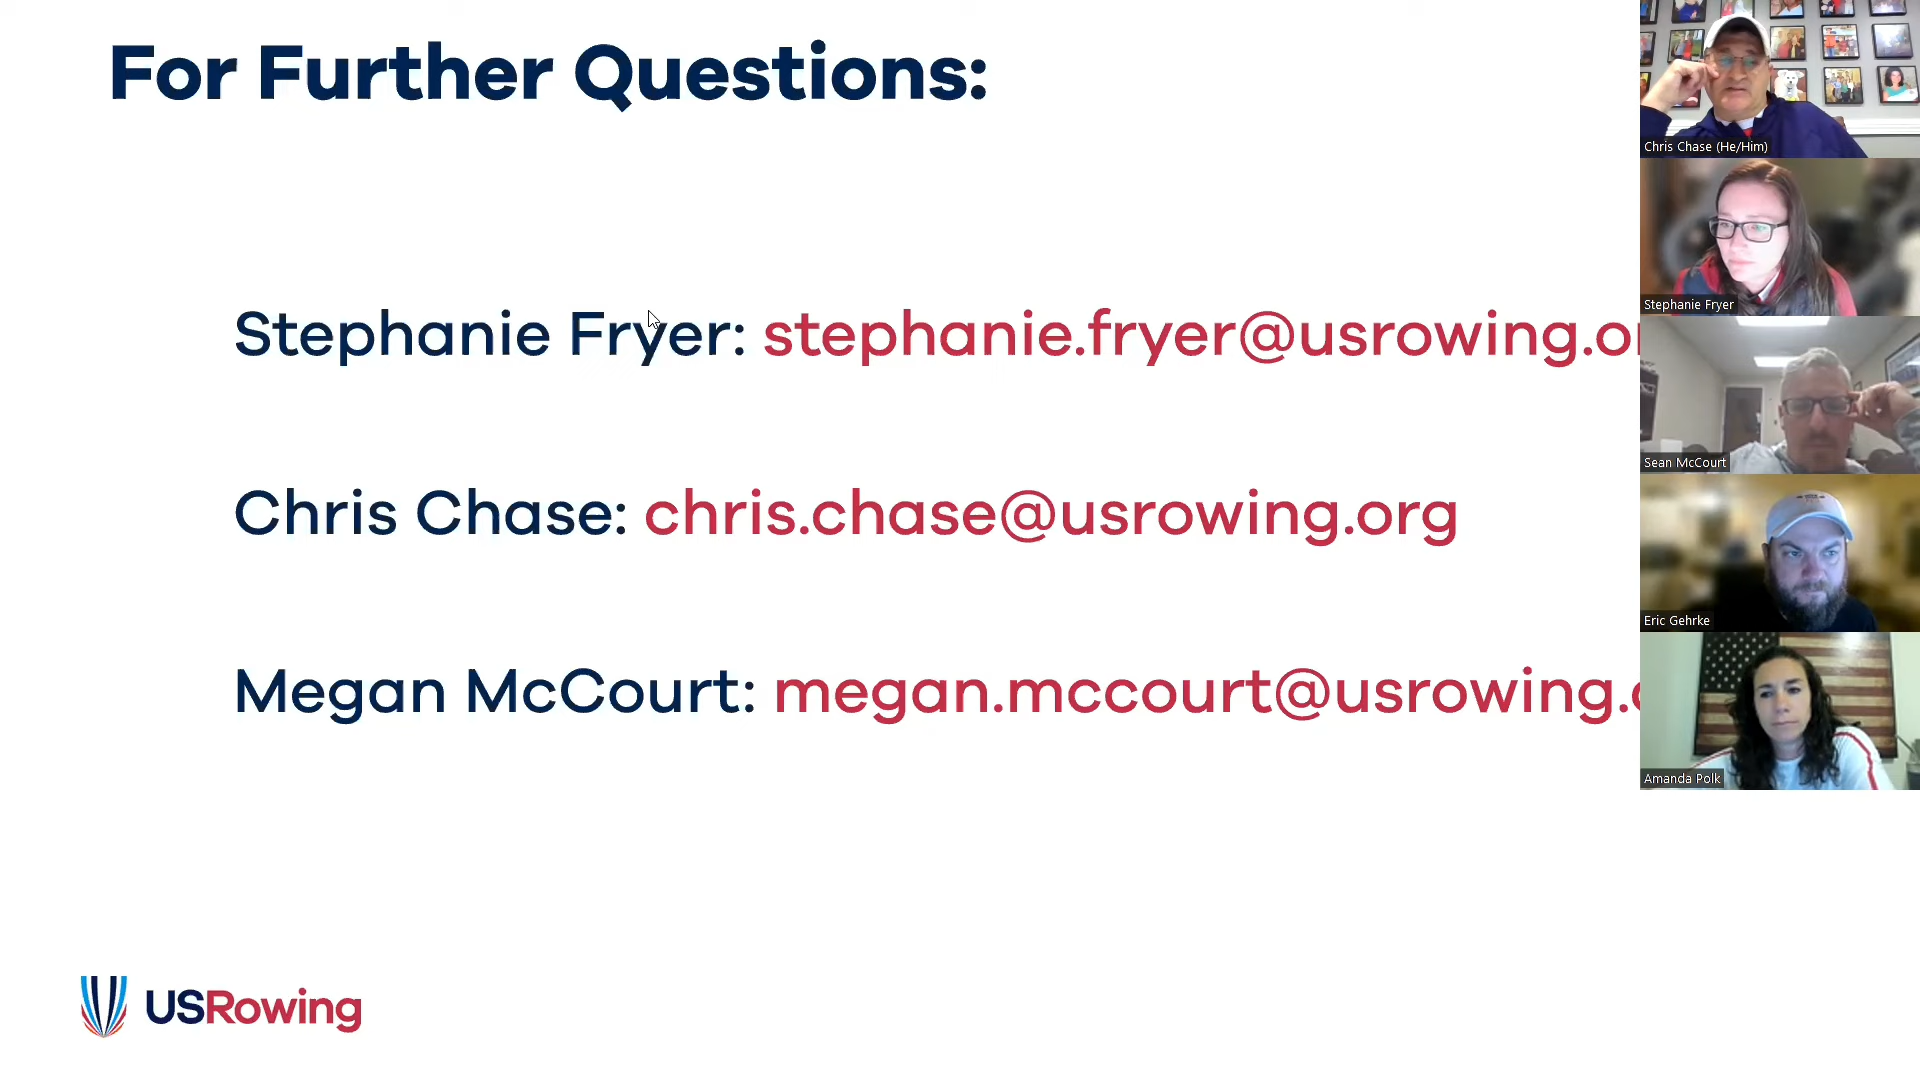 For Further Questions:
Stephanie Fryer: stephanie.fryer@usrowing.o
Chris Chase: chris.chase@usrowing.org
Megan McCourt: megan.mccourt@usrowing.
USRowing
Chris Chase (He/Him)
Stephanie Fryer
Sean McCourt
Eric Gehrke
Amanda Polk